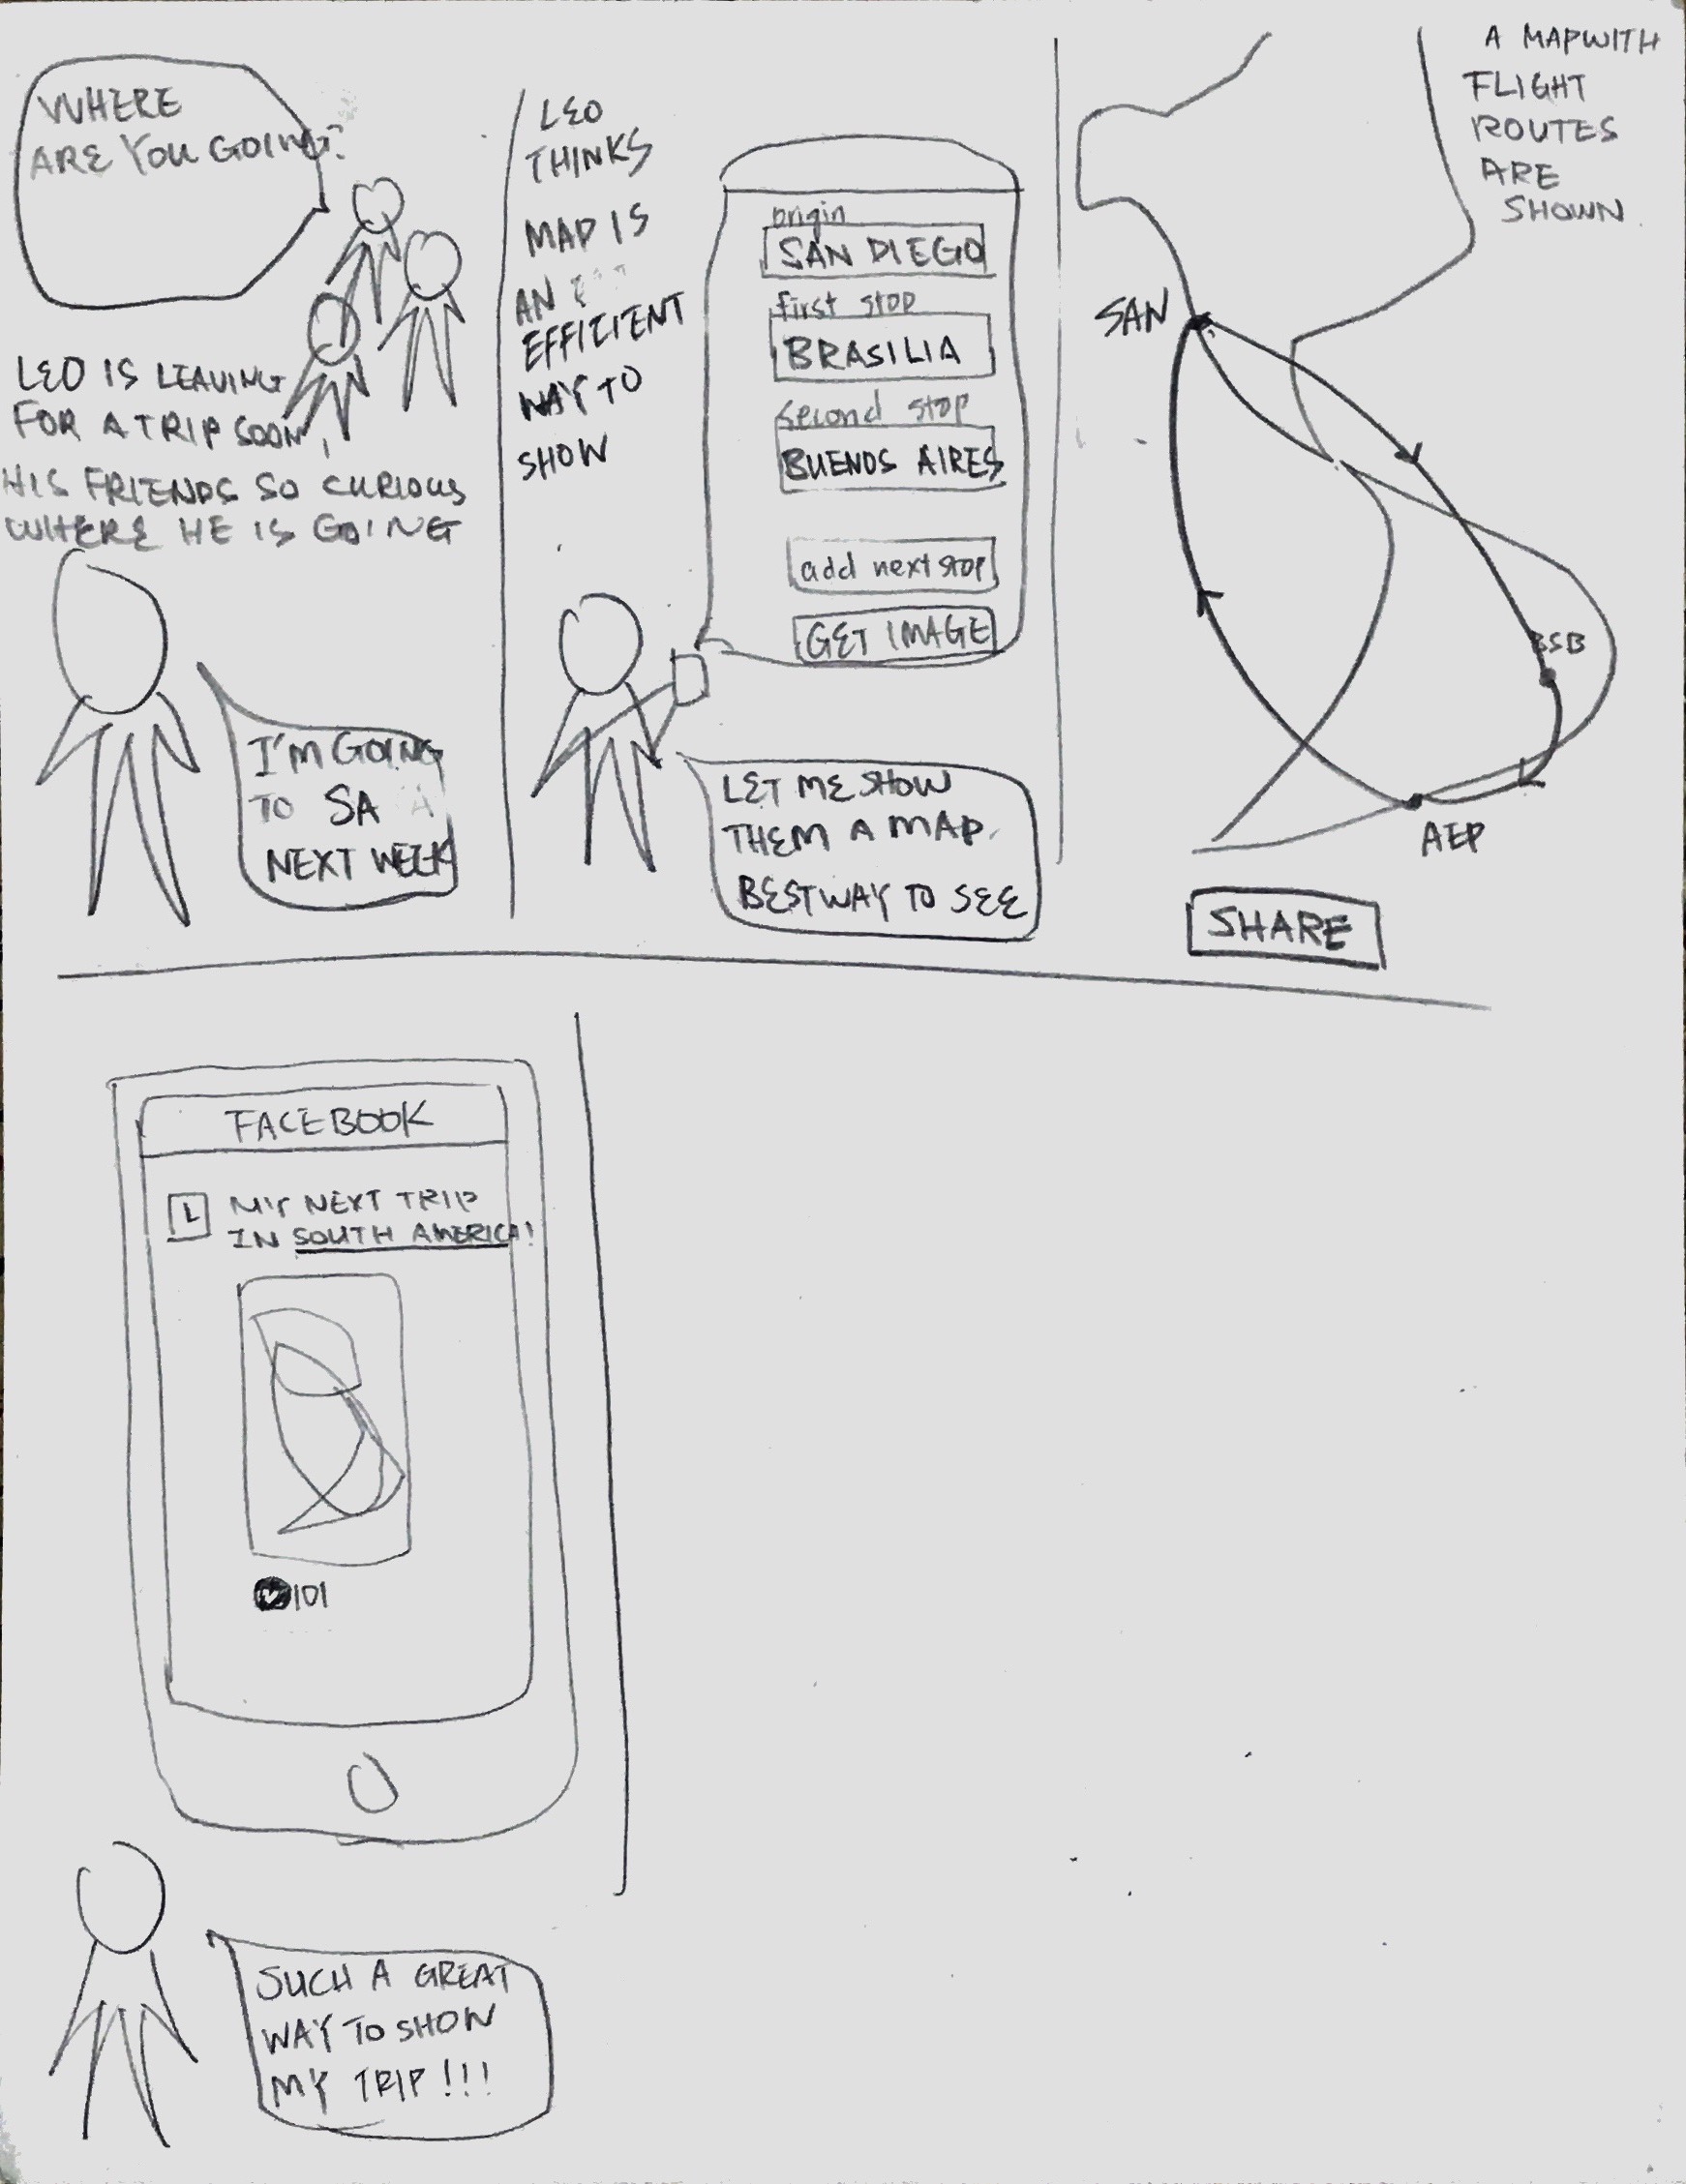 WHERE
ARE YOU GOING?
LEO IS LEAVING
FOR A TRIP SOON,
HIS FRIENDS SO CURIOUS
WHERE HE IS GOING
I'M GOING
TO SA
NEXT WEEK
LEO
THINKS
MAP IS
AN
EFFICIENT
WAY TO
SHOW
origin
SAN DIEGO
first stop
BRASILIA
second stop
BUENOS AIRES
add next stop
GET IMAGE
LET ME SHOW
THEM A MAP.
BEST WAY TO SEE
A MAP WITH
FLIGHT
ROUTES
ARE
SHOWN
SAN
BSB
AEP
SHARE
FACEBOOK
L MY NEXT TRIP
IN SOUTH AMERICA!
101
SUCH A GREAT
WAY TO SHOW
MY TRIP!!!